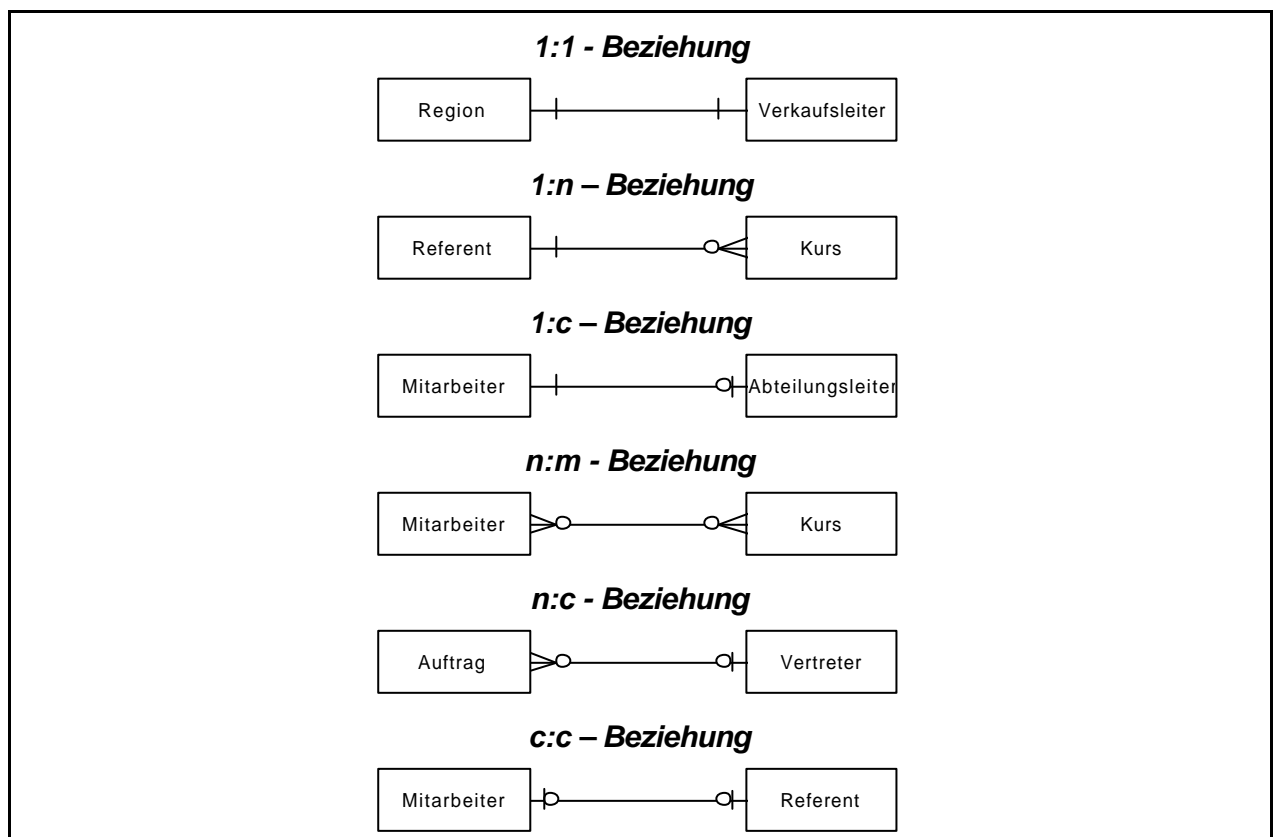 1:1 - Beziehung
Region Verkaufsleiter
1:n – Beziehung
Referent Kurs
1:c – Beziehung
Mitarbeiter Abteilungsleiter
n:m - Beziehung
Mitarbeiter Kurs
n:c - Beziehung
Auftrag Vertreter
c:c – Beziehung
Mitarbeiter Referent